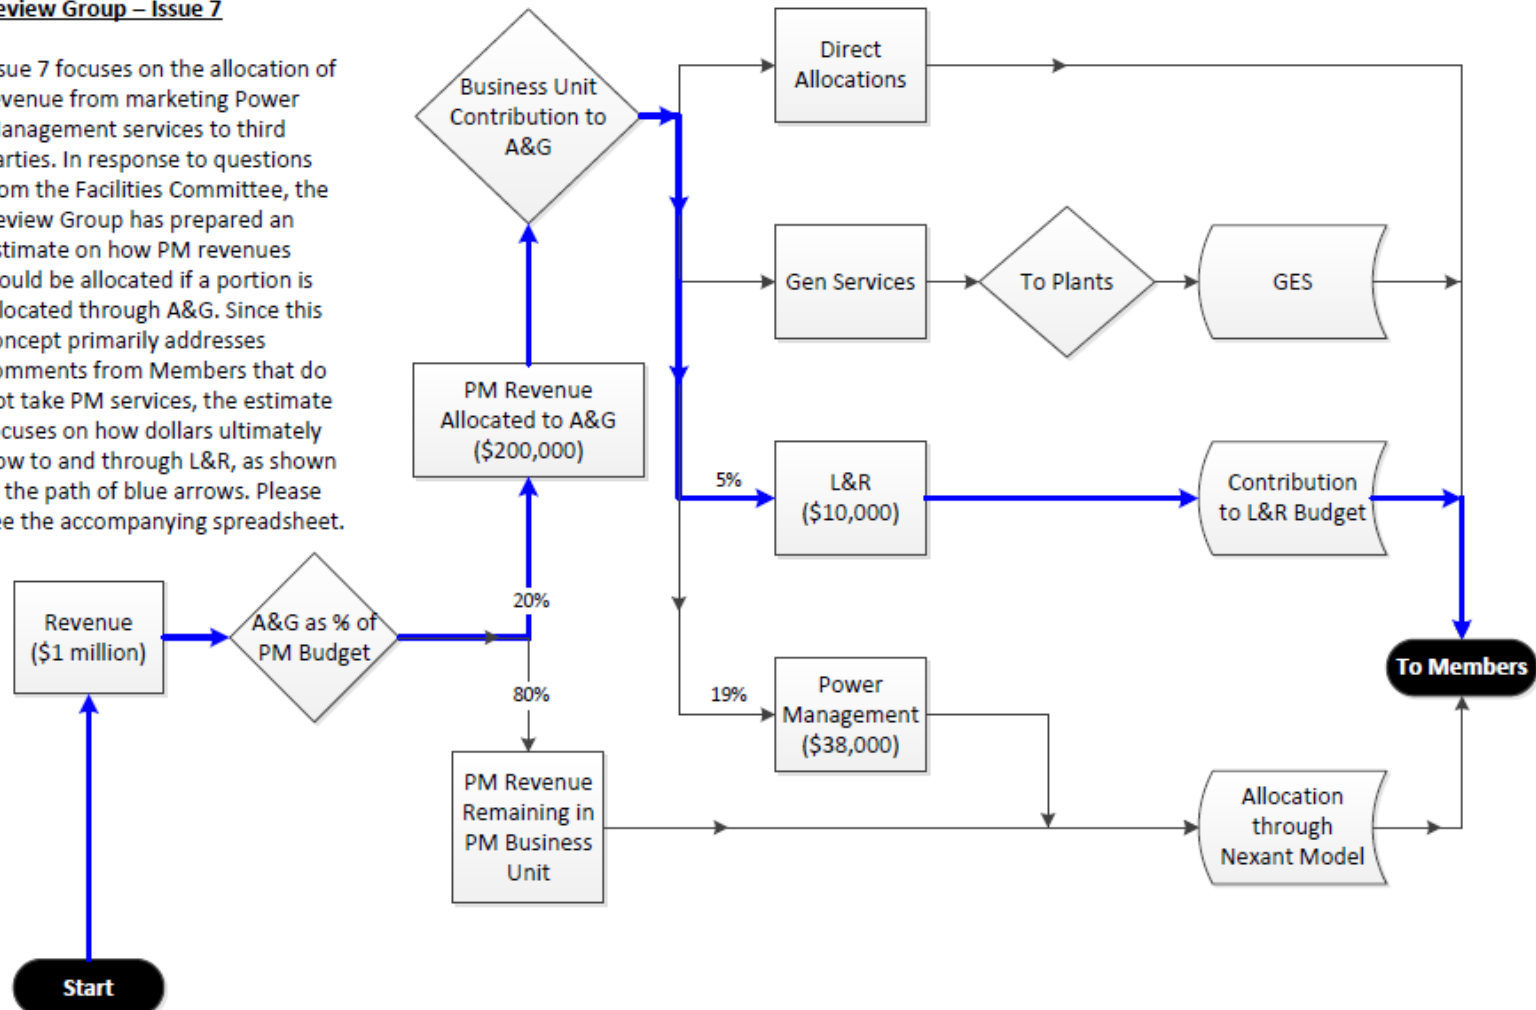 eview Group – Issue 7
sue 7 focuses on the allocation of
evenue from marketing Power
anagement services to third
arties. In response to questions
om the Facilities Committee, the
eview Group has prepared an
stimate on how PM revenues
ould be allocated if a portion is
located through A&G. Since this
oncept primarily addresses
omments from Members that do
ot take PM services, the estimate
cuses on how dollars ultimately
ow to and through L&R, as shown
the path of blue arrows. Please
ee the accompanying spreadsheet.
Start
Revenue
($1 million)
A&G as % of
PM Budget
20%
80%
PM Revenue
Allocated to A&G
($200,000)
Business Unit
Contribution to
A&G
PM Revenue
Remaining in
PM Business
Unit
Direct
Allocations
Gen Services
To Plants
GES
5%
L&R
($10,000)
Contribution
to L&R Budget
19%
Power
Management
($38,000)
Allocation
through
Nexant Model
To Members